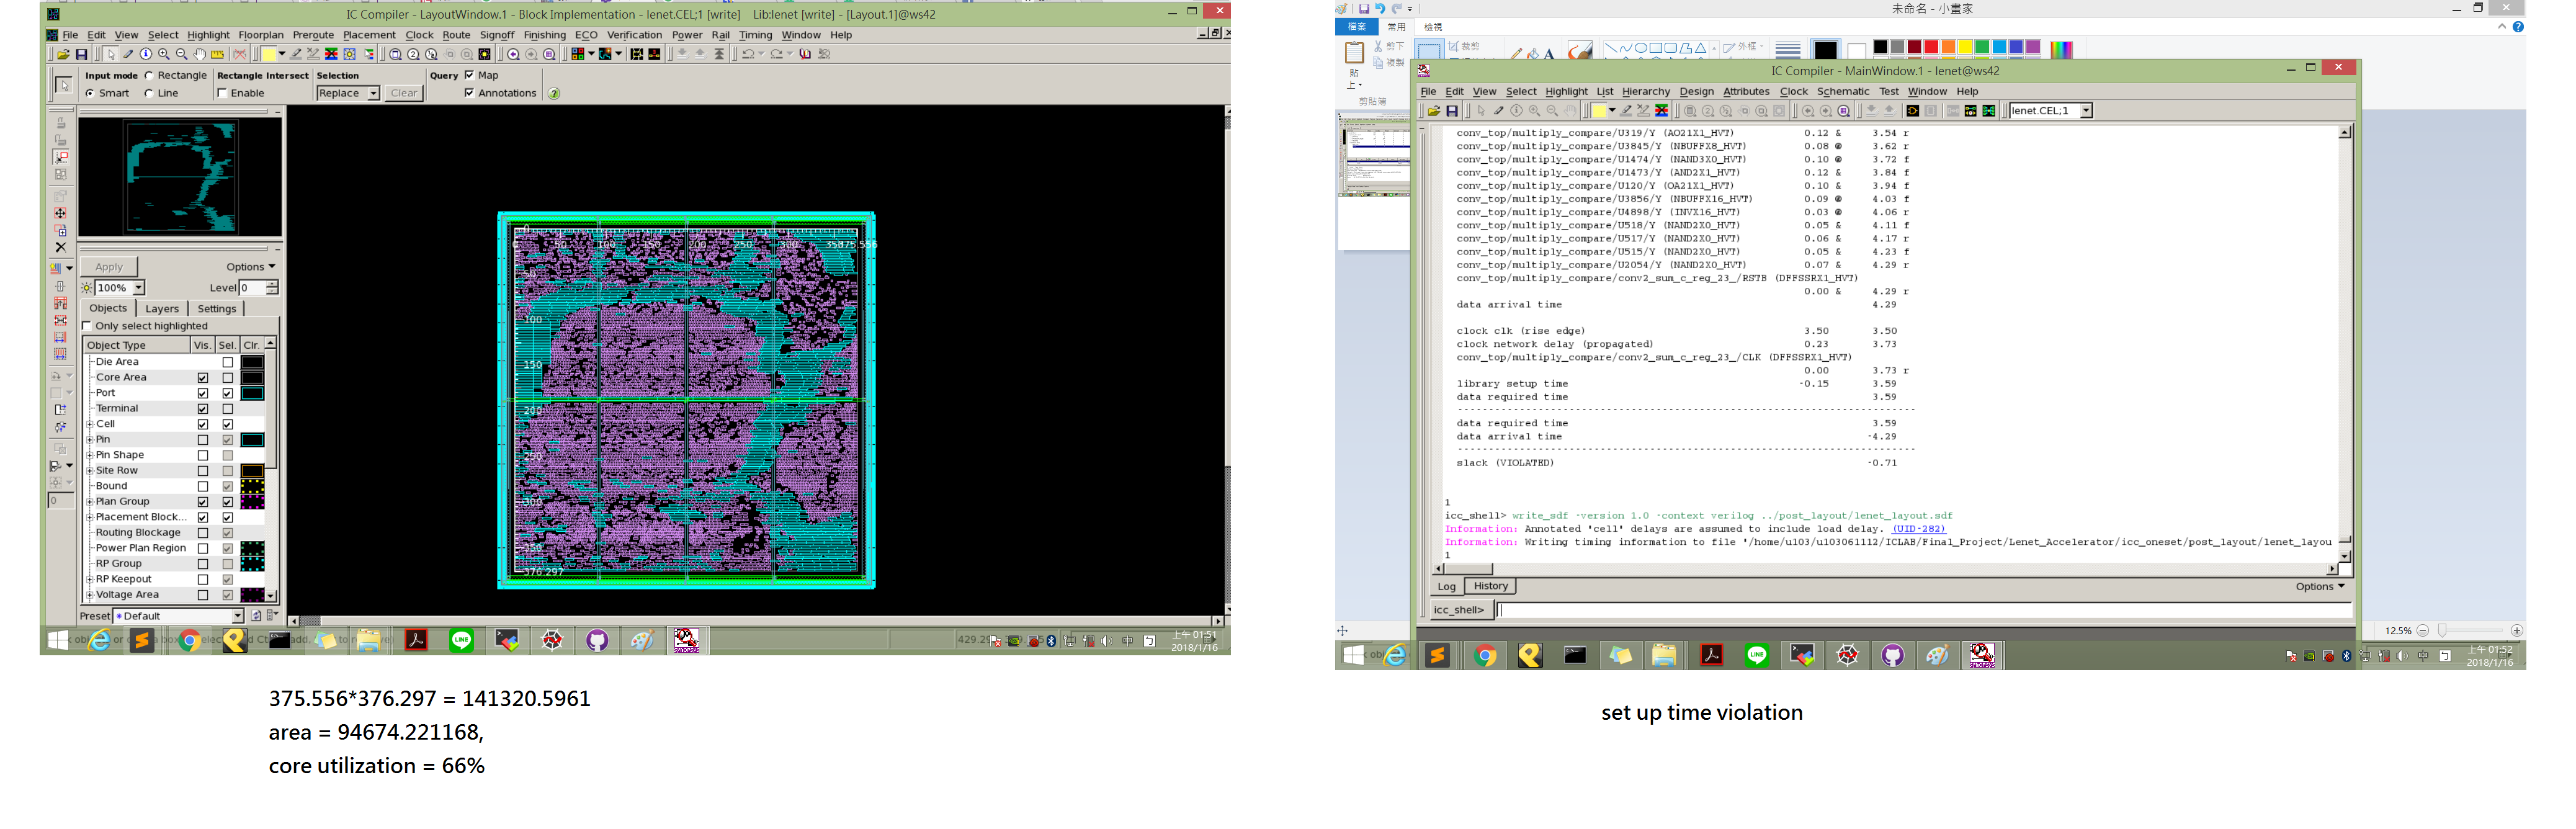 IC Compiler - LayoutWindow.1 - Block Implementation - lenet.CEL;1 [write]    Lib:lenet [write] - [Layout.1]@ws42
File Edit View Select Highlight Floorplan Preroute Placement Clock Route Signoff Finishing ECO Verification Power Rail Timing Window Help
Input mode Rectangle Rectangle Intersect Selection Query Map
Smart Line Enable Replace Clear Annotations
Apply Options
100% Level 0
Objects Layers Settings
Only select highlighted
Object Type Vis. Sel. Clr.
Die Area
Core Area
Port
Terminal
Cell
Pin
Pin Shape
Site Row
Bound
Plan Group
Placement Block...
Routing Blockage
Power Plan Region
RP Group
RP Keepout
Voltage Area
Preset Default
0 50 100 150 200 250 300
50
100
150
200
250
300
350
376.297
上午 01:51
2018/1/16
375.556*376.297 = 141320.5961
area = 94674.221168,
core utilization = 66%
未命名 - 小畫家
檔案 常用 檢視
貼上 剪下 複製 裁剪 外框
剪貼簿
IC Compiler - MainWindow.1 - lenet@ws42
File Edit View Select Highlight List Hierarchy Design Attributes Clock Schematic Test Window Help
lenet.CEL;1
conv_top/multiply_compare/U319/Y (AO21X1_HVT) 0.12 & 3.54 r
conv_top/multiply_compare/U3845/Y (NBUFFX8_HVT) 0.08 @ 3.62 r
conv_top/multiply_compare/U1474/Y (NAND3X0_HVT) 0.10 @ 3.72 f
conv_top/multiply_compare/U1473/Y (AND2X1_HVT) 0.12 & 3.84 f
conv_top/multiply_compare/U120/Y (OA21X1_HVT) 0.10 & 3.94 f
conv_top/multiply_compare/U3856/Y (NBUFFX16_HVT) 0.09 @ 4.03 f
conv_top/multiply_compare/U4898/Y (INVX16_HVT) 0.03 @ 4.06 r
conv_top/multiply_compare/U518/Y (NAND2X0_HVT) 0.05 & 4.11 f
conv_top/multiply_compare/U517/Y (NAND2X0_HVT) 0.06 & 4.17 r
conv_top/multiply_compare/U515/Y (NAND2X0_HVT) 0.05 & 4.23 f
conv_top/multiply_compare/U2054/Y (NAND2X0_HVT) 0.07 & 4.29 r
conv_top/multiply_compare/conv2_sum_c_reg_23_/RSTB (DFFSSRX1_HVT)
0.00 & 4.29 r
data arrival time 4.29
clock clk (rise edge) 3.50 3.50
clock network delay (propagated) 0.23 3.73
conv_top/multiply_compare/conv2_sum_c_reg_23_/CLK (DFFSSRX1_HVT)
0.00 3.73 r
library setup time -0.15 3.59
data required time 3.59
data required time 3.59
data arrival time -4.29
slack (VIOLATED) -0.71
1
icc_shell> write_sdf -version 1.0 -context verilog ../post_layout/lenet_layout.sdf
Information: Annotated 'cell' delays are assumed to include load delay. (UID-282)
Information: Writing timing information to file '/home/u103/u103061112/ICLAB/Final_Project/Lenet_Accelerator/icc_oneset/post_layout/lenet_layou
1
Log History Options
icc_shell>
12.5%
上午 01:52
2018/1/16
set up time violation